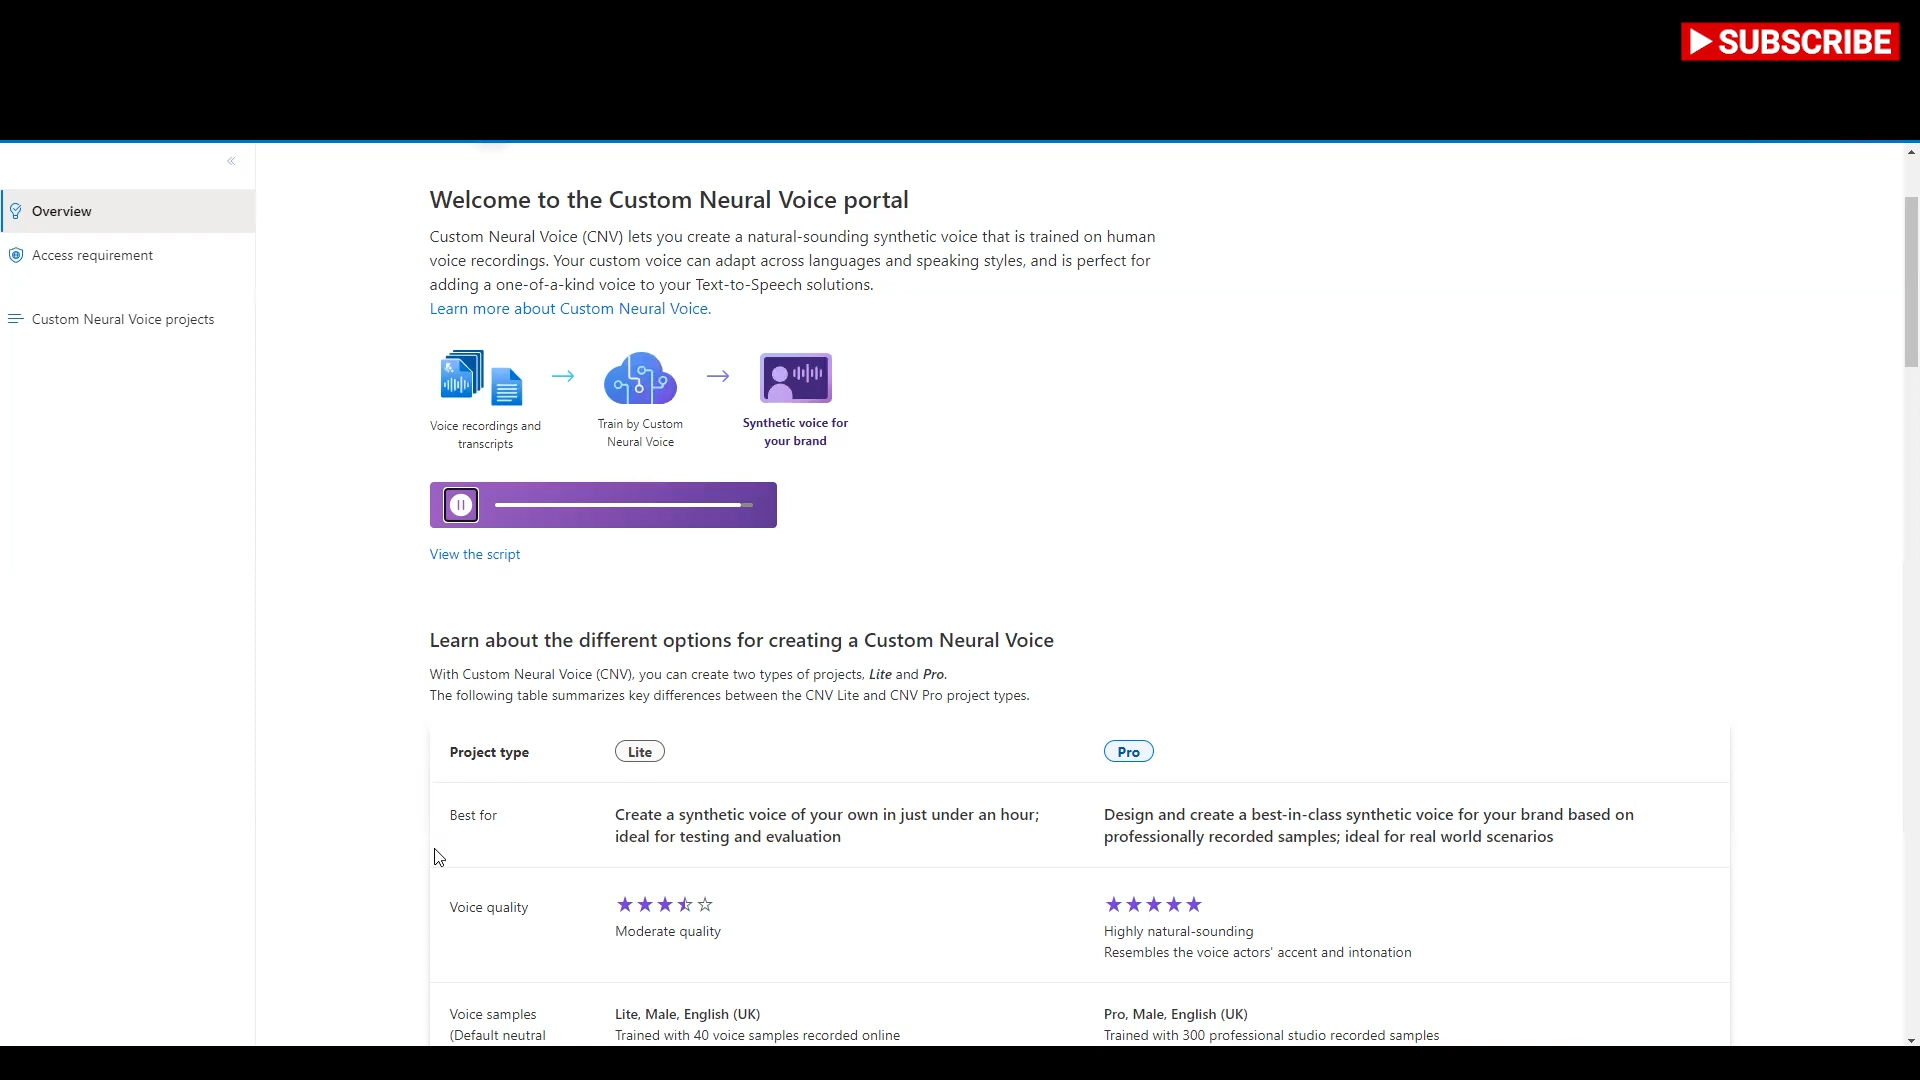 SUBSCRIBE
«
Overview
Access requirement
Custom Neural Voice projects
Welcome to the Custom Neural Voice portal
Custom Neural Voice (CNV) lets you create a natural-sounding synthetic voice that is trained on human
voice recordings. Your custom voice can adapt across languages and speaking styles, and is perfect for
adding a one-of-a-kind voice to your Text-to-Speech solutions.
Learn more about Custom Neural Voice.
Voice recordings and
transcripts
Train by Custom
Neural Voice
Synthetic voice for
your brand
View the script
Learn about the different options for creating a Custom Neural Voice
With Custom Neural Voice (CNV), you can create two types of projects, Lite and Pro.
The following table summarizes key differences between the CNV Lite and CNV Pro project types.
Project type
Lite
Pro
Best for
Create a synthetic voice of your own in just under an hour;
ideal for testing and evaluation
Design and create a best-in-class synthetic voice for your brand based on
professionally recorded samples; ideal for real world scenarios
Voice quality
Moderate quality
Highly natural-sounding
Resembles the voice actors' accent and intonation
Voice samples
(Default neutral
Lite, Male, English (UK)
Trained with 40 voice samples recorded online
Pro, Male, English (UK)
Trained with 300 professional studio recorded samples